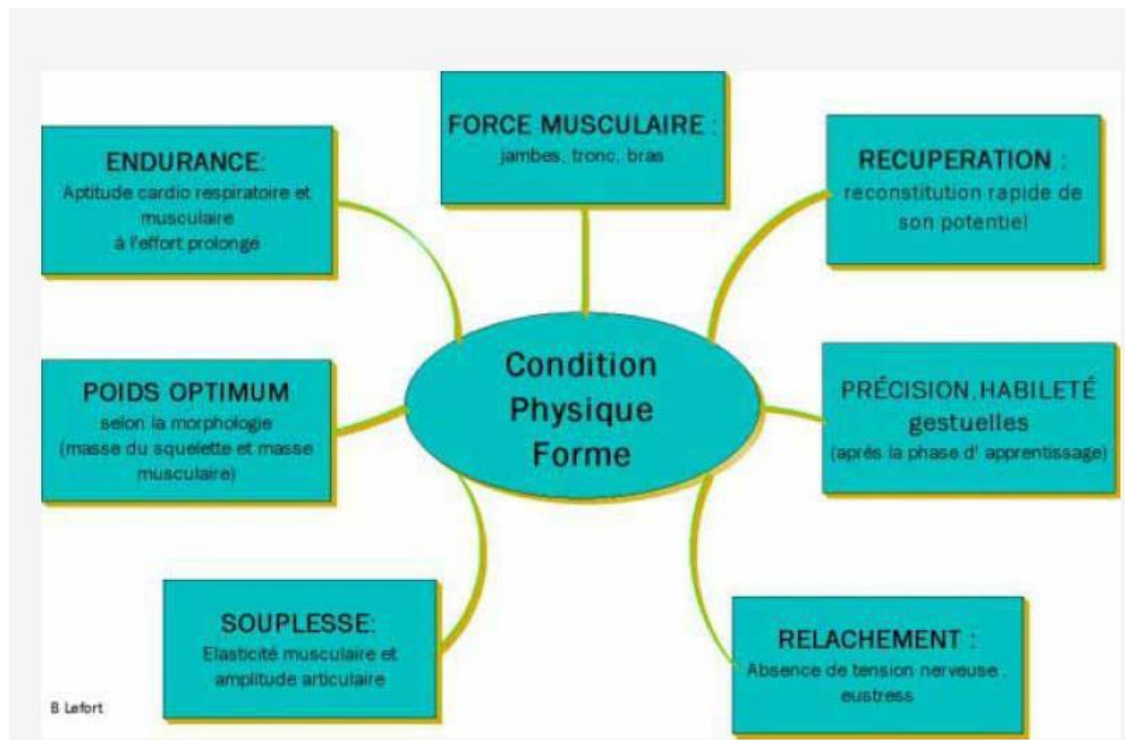 FORCE MUSCULAIRE :
jambes, tronc, bras
ENDURANCE:
Aptitude cardio respiratoire et
musculaire
à l'effort prolongé
RECUPERATION :
reconstitution rapide de
son potentiel
Condition
Physique
Forme
POIDS OPTIMUM
selon la morphologie
(masse du squelette et masse
musculaire)
PRÉCISION, HABILETÉ
gestuelles
(aprés la phase d' apprentissage)
SOUPLESSE:
Elasticité musculaire et
amplitude articulaire
RELACHEMENT :
Absence de tension nerveuse .
eustress
B Lefort